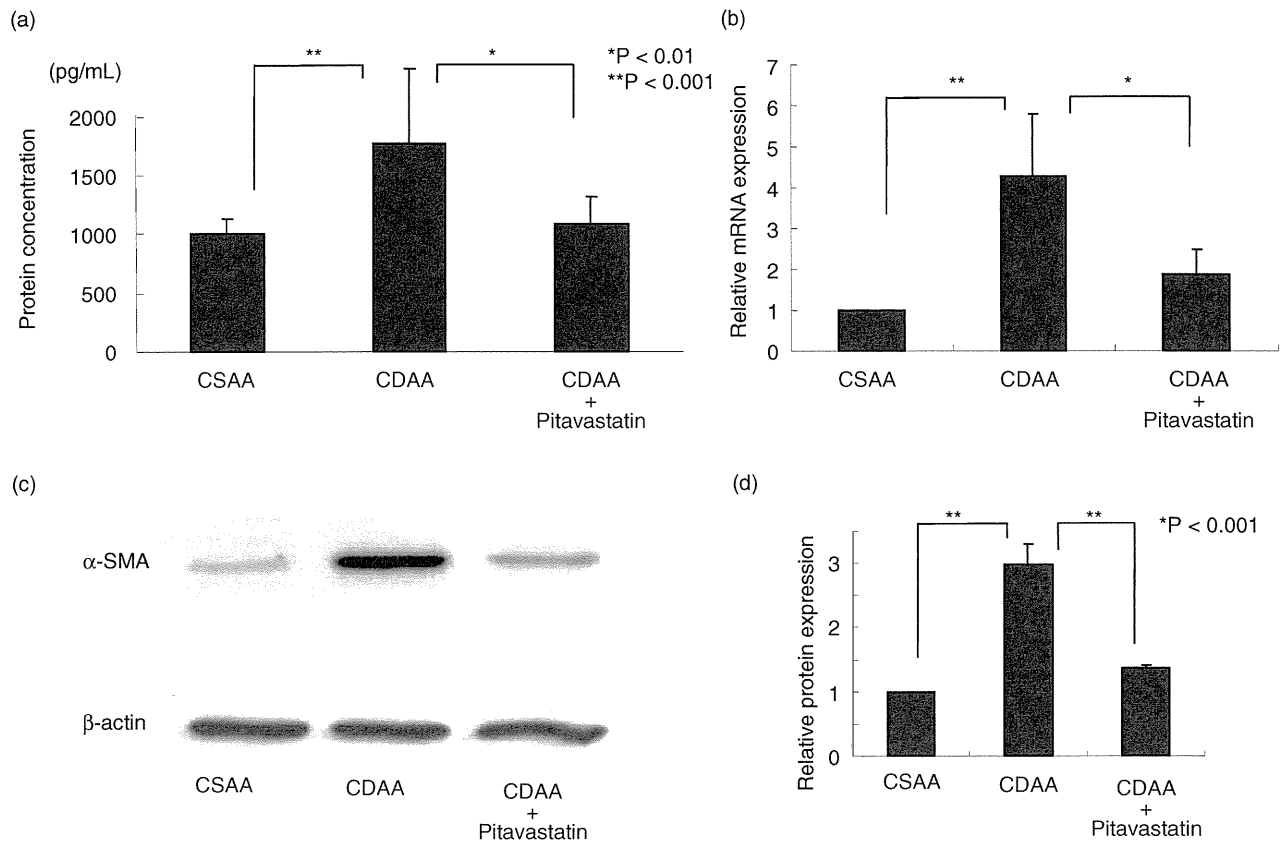 (a)
(pg/mL)
Protein concentration
2000
1500
1000
500
0
**
*
*P < 0.01
**P < 0.001
CSAA
CDAA
CDAA
+
Pitavastatin
(b)
Relative mRNA expression
7
6
5
4
3
2
1
0
**
*
CSAA
CDAA
CDAA
+
Pitavastatin
(c)
α-SMA
β-actin
CSAA
CDAA
CDAA
+
Pitavastatin
(d)
Relative protein expression
3
2
1
0
**
**
*P < 0.001
CSAA
CDAA
CDAA
+
Pitavastatin